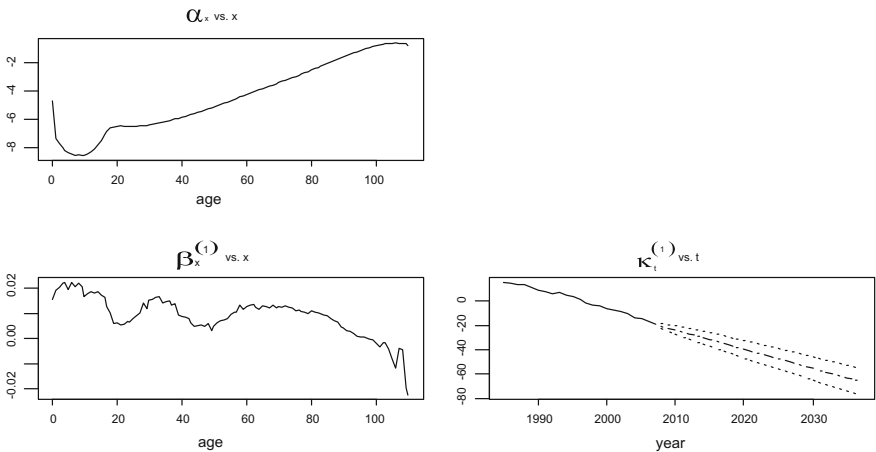 αx vs. x
-2
-4
-6
-8
0 20 40 60 80 100
age
βx(1) vs. x
0.02
0.00
-0.02
0 20 40 60 80 100
age
κt(1) vs. t
0
-20
-40
-60
-80
1990 2000 2010 2020 2030
year